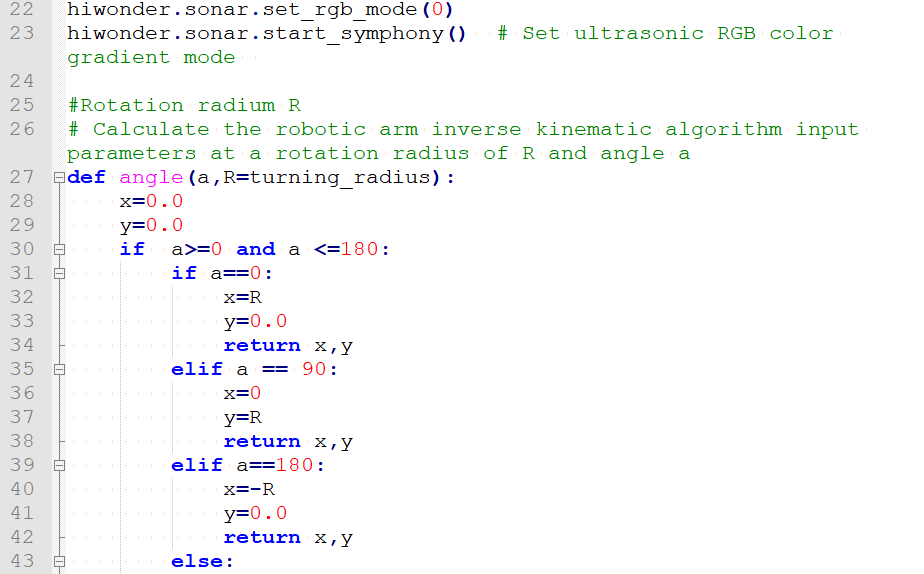 22 hiwonder.sonar.set_rgb_mode(0)
23 hiwonder.sonar.start_symphony()  # Set ultrasonic RGB color
gradient mode
24
25 #Rotation radium R
26 # Calculate the robotic arm inverse kinematic algorithm input
parameters at a rotation radius of R and angle a
27 def angle(a,R=turning_radius):
28     x=0.0
29     y=0.0
30     if  a>=0 and a <=180:
31         if a==0:
32             x=R
33             y=0.0
34             return x,y
35         elif a == 90:
36             x=0
37             y=R
38             return x,y
39         elif a==180:
40             x=-R
41             y=0.0
42             return x,y
43         else: